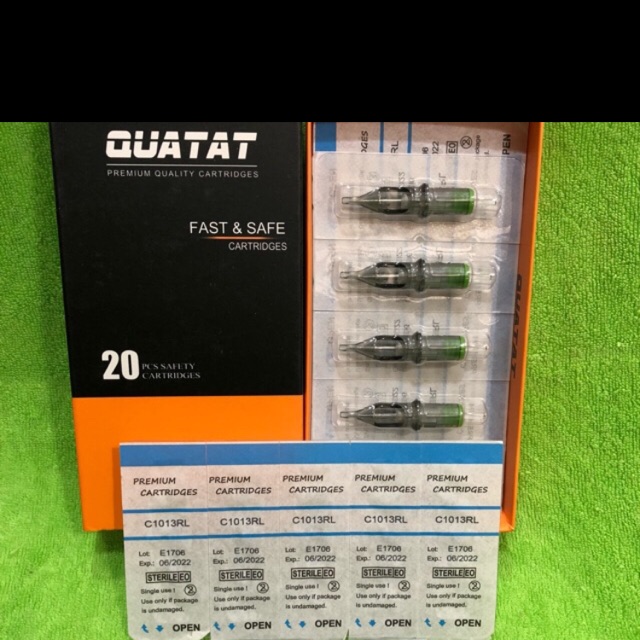 QUATAT
PREMIUM QUALITY CARTRIDGES
FAST & SAFE
CARTRIDGES
20 PCS SAFETY
CARTRIDGES
RL
OPEN
QUATAT
PREMIUM CARTRIDGES
C1013RL
Lot: E1706
Exp.: 06/2022
STERILE EO
Single use !
Use only if package
is undamaged.
OPEN
PREMIUM CARTRIDGES
C1013RL
Lot: E1706
Exp.: 06/2022
STERILE EO
Single use !
Use only if package
is undamaged.
OPEN
PREMIUM CARTRIDGES
C1013RL
Lot: E1706
Exp.: 06/2022
STERILE EO
Single use !
Use only if package
is undamaged.
OPEN
PREMIUM CARTRIDGES
C1013RL
Lot: E1706
Exp.: 06/2022
STERILE EO
Single use !
Use only if package
is undamaged.
OPEN
PREMIUM CARTRIDGES
C1013RL
Lot: E1706
Exp.: 06/2022
STERILE EO
Single use !
Use only if package
is undamaged.
OPEN